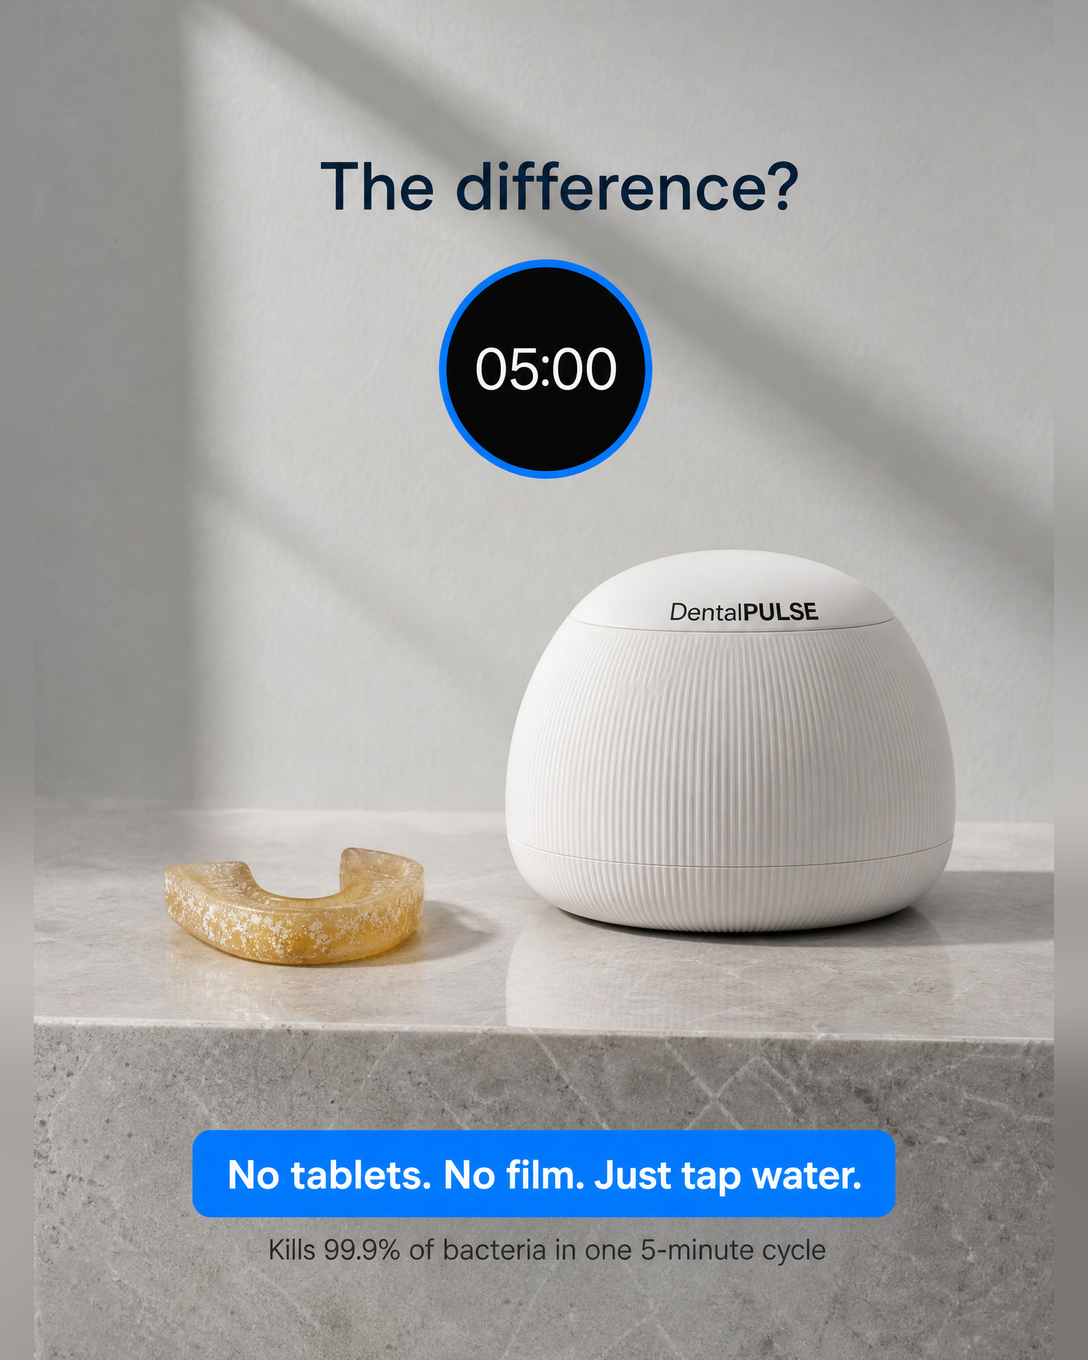 The difference?
05:00
DentalPULSE
No tablets. No film. Just tap water.
Kills 99.9% of bacteria in one 5-minute cycle